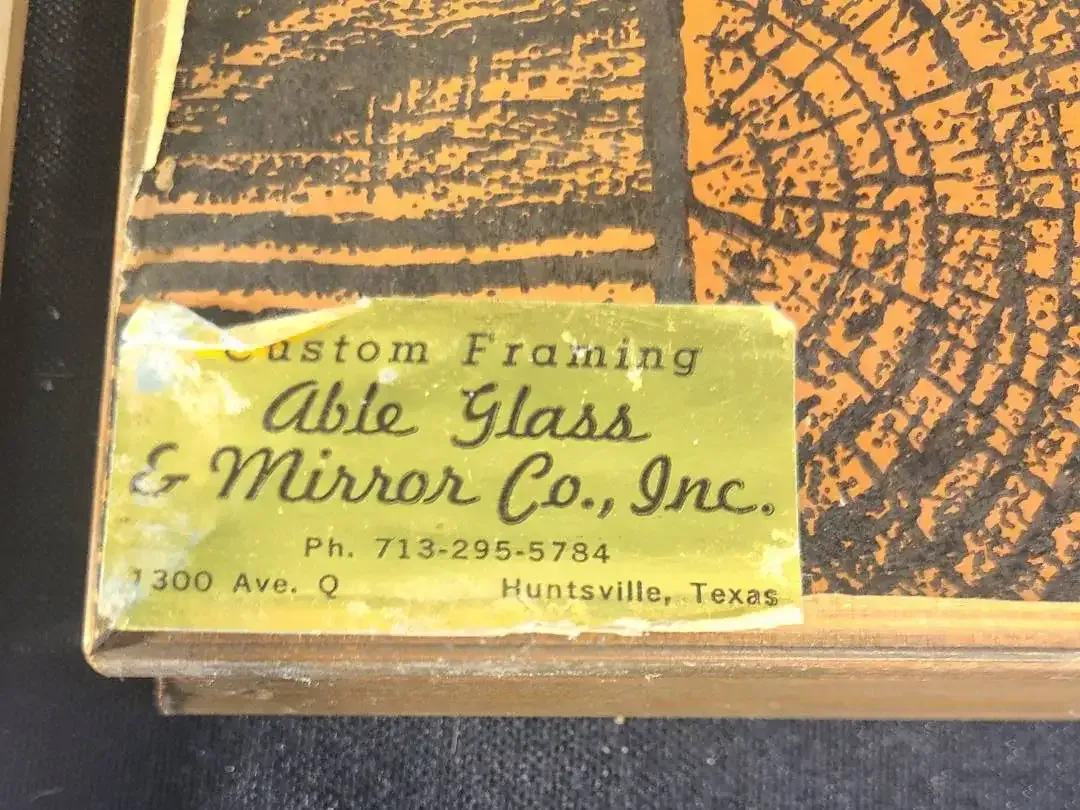 Custom Framing
Able Glass
& Mirror Co., Inc.
Ph. 713-295-5784
1300 Ave. Q Huntsville, Texas